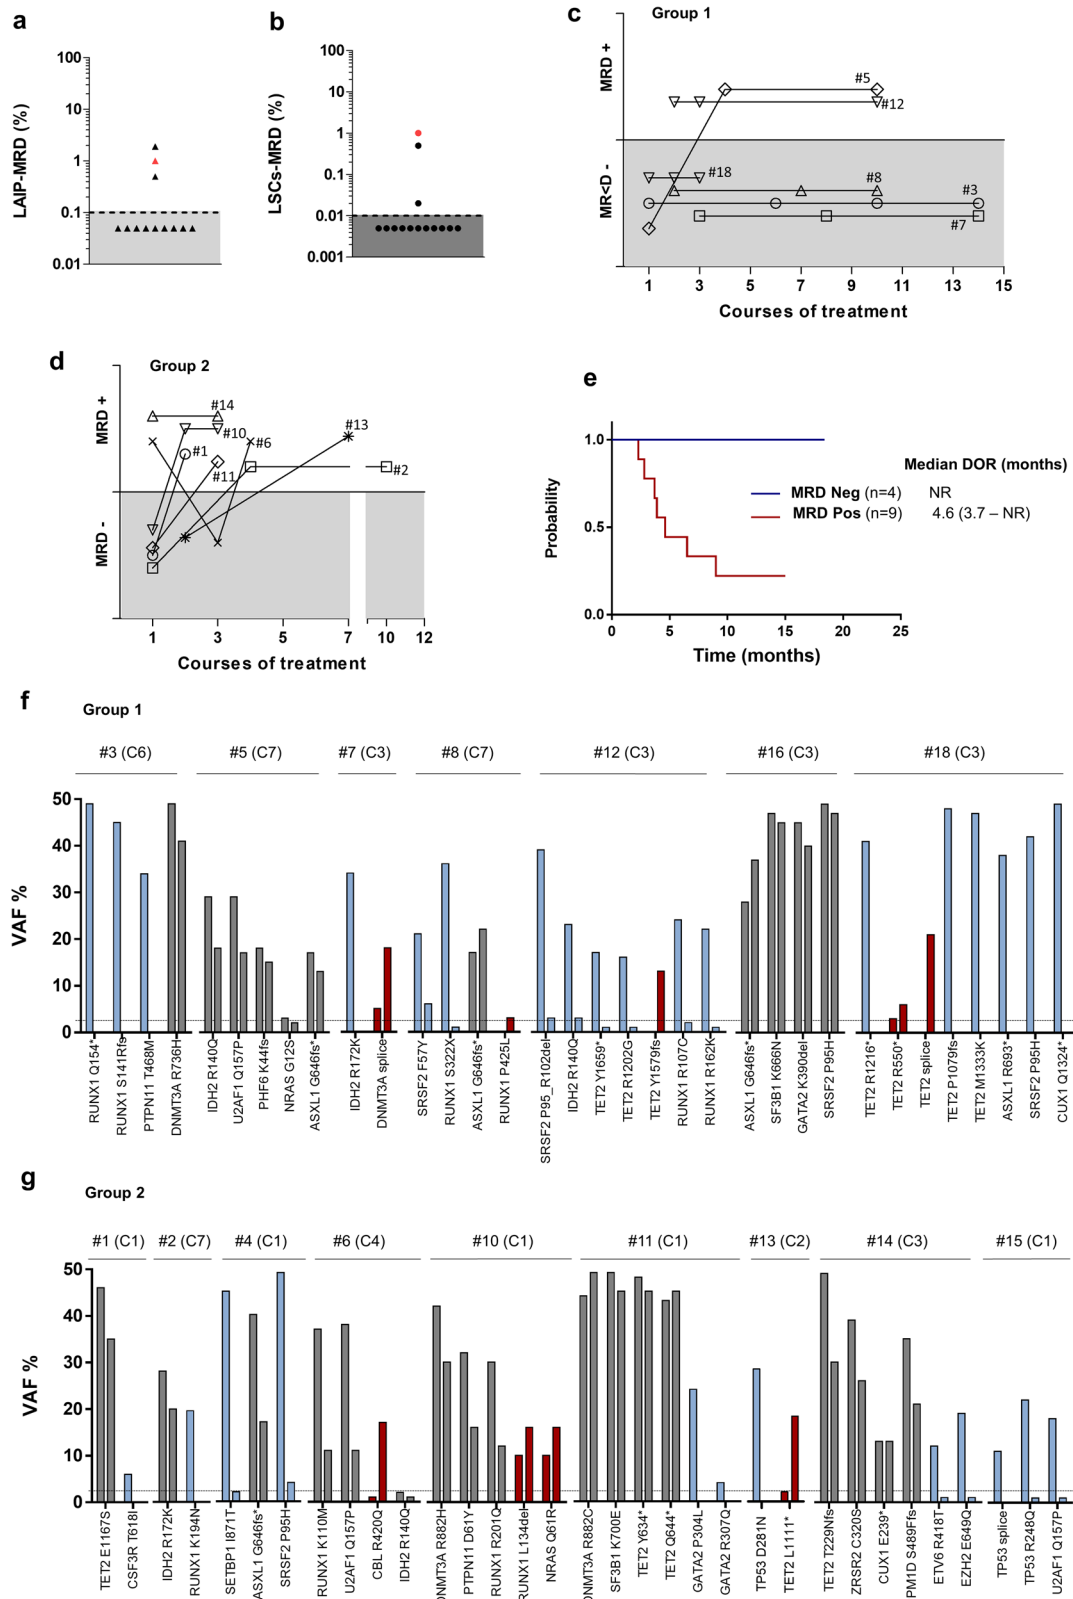 a
LAIP-MRD (%)
100
10
1
0.1
0.01
b
LSCs-MRD (%)
100
10
1
0.1
0.01
0.001
c
Group 1
MRD +
MR<D -
#5
#12
#18
#8
#3
#7
1 3 5 7 9 11 13 15
Courses of treatment
d
Group 2
MRD +
MRD -
#14
#10
#1
#6
#11
#13
#2
1 3 5 7 10 12
Courses of treatment
e
Probability
1.0
0.5
0.0
Median DOR (months)
MRD Neg (n=4) NR
MRD Pos (n=9) 4.6 (3.7 – NR)
0 5 10 15 20 25
Time (months)
f
Group 1
#3 (C6) #5 (C7) #7 (C3) #8 (C7) #12 (C3) #16 (C3) #18 (C3)
VAF %
50
40
30
20
10
0
RUNX1 Q154*
RUNX1 S141Rfs
PTPN11 T468M
DNMT3A R736H
IDH2 R140Q
U2AF1 Q157P
PHF6 K44fs
NRAS G12S
ASXL1 G646fs*
IDH2 R172K
DNMT3A splice
SRSF2 F57Y
RUNX1 S322X
ASXL1 G646fs*
RUNX1 P425L
SRSF2 P95_R102del
IDH2 R140Q
TET2 Y1659*
TET2 R1202G
TET2 Y1579fs
RUNX1 R107C
RUNX1 R162K
ASXL1 G646fs*
SF3B1 K666N
GATA2 K390del
SRSF2 P95H
TET2 R1216*
TET2 R550*
TET2 splice
TET2 P1079fs
TET2 M1333K
ASXL1 R693*
SRSF2 P95H
CUX1 Q1324*
g
Group 2
#1 (C1) #2 (C7) #4 (C1) #6 (C4) #10 (C1) #11 (C1) #13 (C2) #14 (C3) #15 (C1)
VAF %
50
40
30
20
10
0
TET2 E1167S
CSF3R T618I
IDH2 R172K
RUNX1 K194N
SETBP1 I871T
ASXL1 G646fs*
SRSF2 P95H
RUNX1 K110M
U2AF1 Q157P
CBL R420Q
IDH2 R140Q
DNMT3A R882H
PTPN11 D61Y
RUNX1 R201Q
RUNX1 L134del
NRAS Q61R
DNMT3A R882C
SF3B1 K700E
TET2 Y634*
TET2 Q644*
GATA2 P304L
GATA2 R307Q
TP53 D281N
TET2 L1111*
TET2 T229Nfs
ZRSR2 C320S
CUX1 E239*
PM1D S489Ffs
ETV6 R418T
EZH2 E649Q
TP53 splice
TP53 R248Q
U2AF1 Q157P